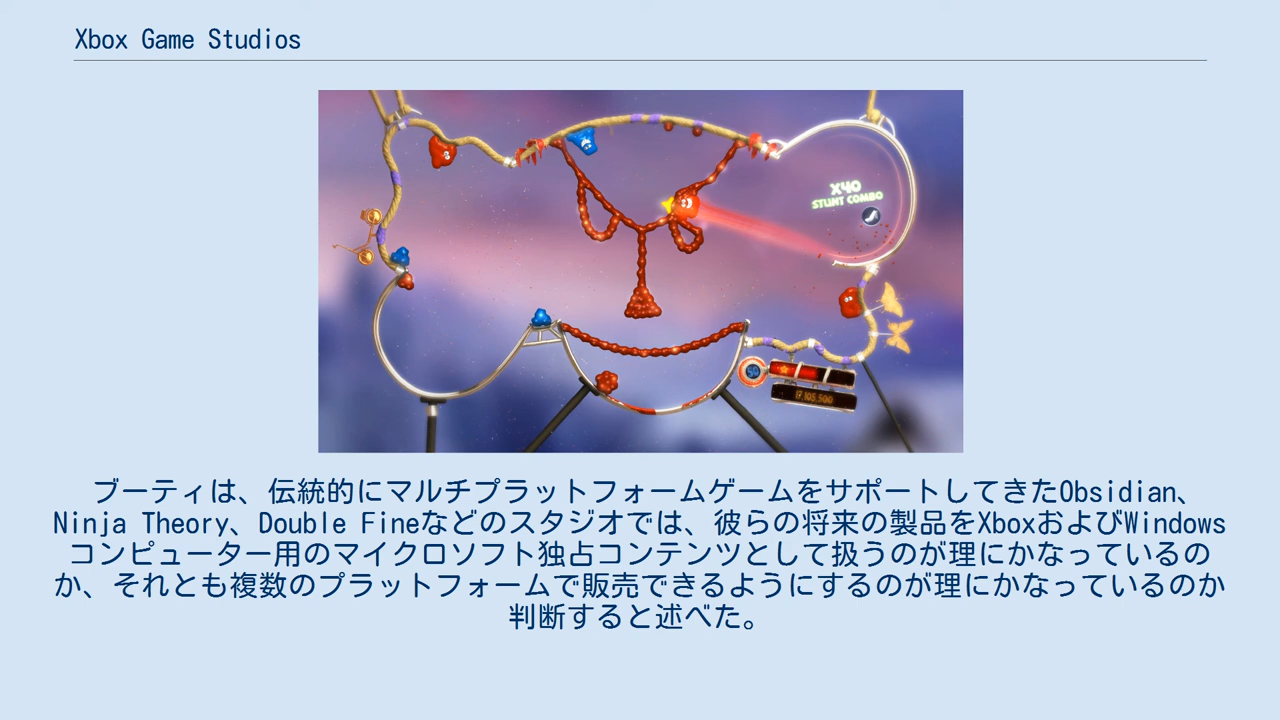 Xbox Game Studios
X40
STUNT COMBO
17,105,500
ブーティは、伝統的にマルチプラットフォームゲームをサポートしてきたObsidian、
Ninja Theory、Double Fineなどのスタジオでは、彼らの将来の製品をXboxおよびWindows
コンピューター用のマイクロソフト独占コンテンツとして扱うのが理にかなっているの
か、それとも複数のプラットフォームで販売できるようにするのが理にかなっているのか
判断すると述べた。